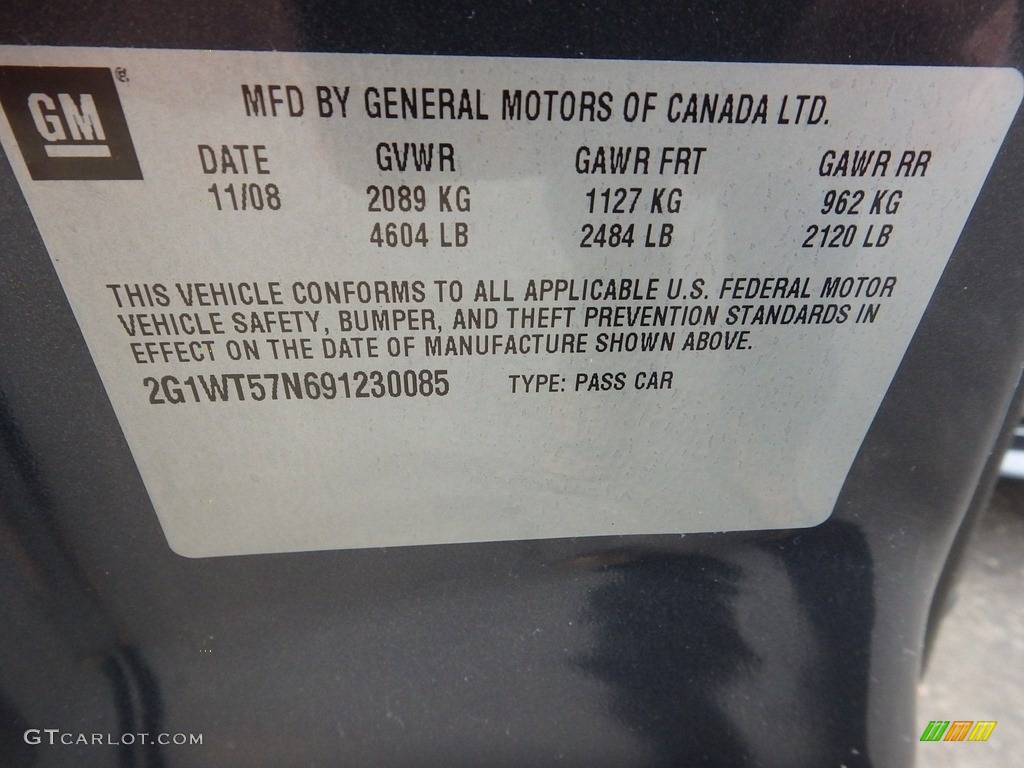 GM®
MFD BY GENERAL MOTORS OF CANADA LTD.
DATE GVWR GAWR FRT GAWR RR
11/08 2089 KG 1127 KG 962 KG
4604 LB 2484 LB 2120 LB
THIS VEHICLE CONFORMS TO ALL APPLICABLE U.S. FEDERAL MOTOR
VEHICLE SAFETY, BUMPER, AND THEFT PREVENTION STANDARDS IN
EFFECT ON THE DATE OF MANUFACTURE SHOWN ABOVE.
2G1WT57N691230085 TYPE: PASS CAR
GTCARLOT.COM